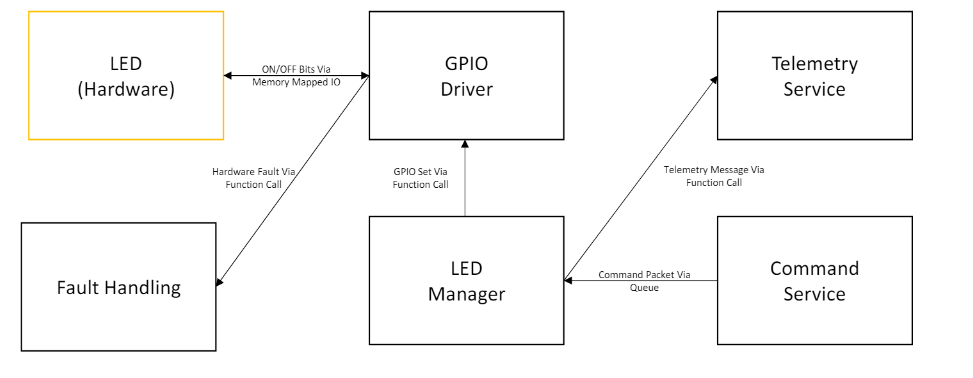 LED
(Hardware)
ON/OFF Bits Via
Memory Mapped IO
GPIO
Driver
Telemetry
Service
Hardware Fault Via
Function Call
GPIO Set Via
Function Call
Telemetry Message Via
Function Call
Fault Handling
LED
Manager
Command Packet Via
Queue
Command
Service